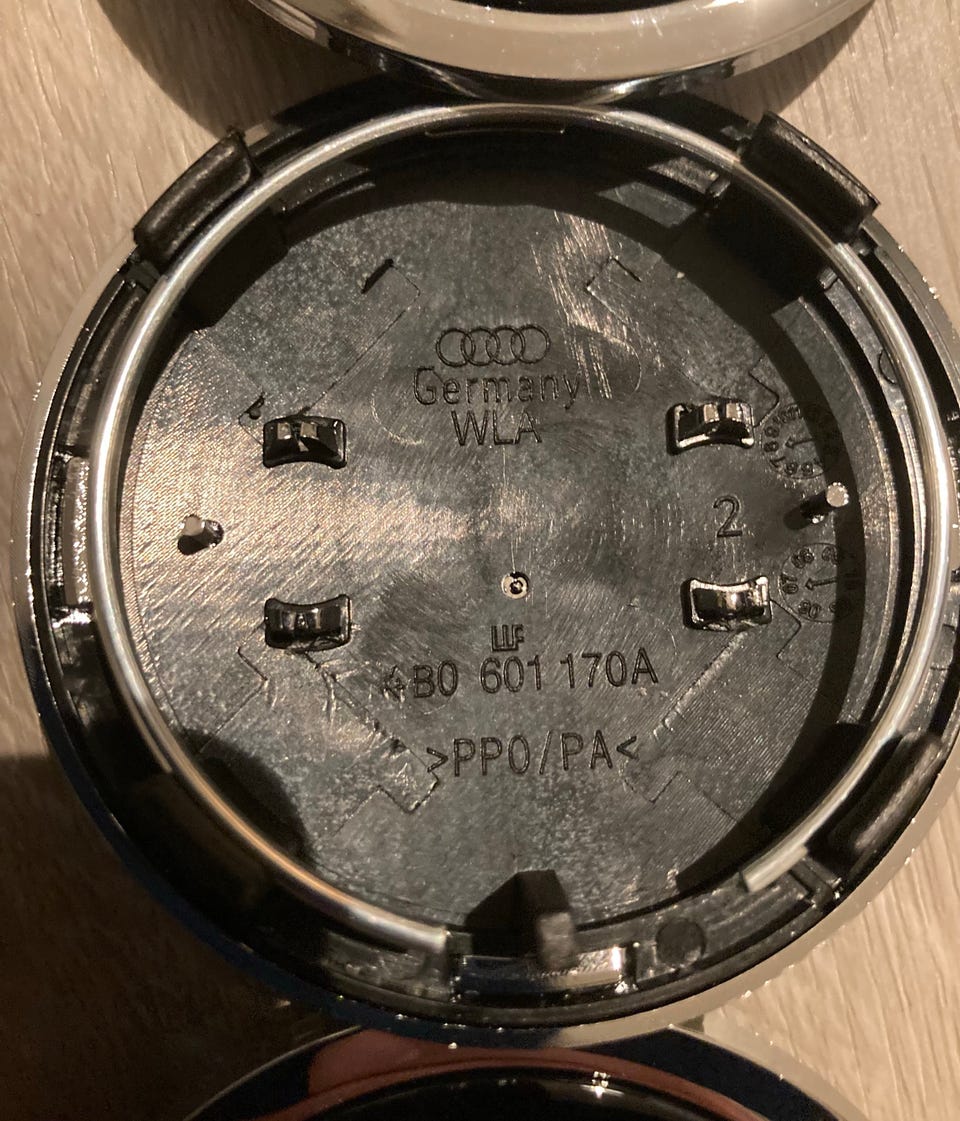 Germany
WLA
2
4B0 601 170A
>PPO/PA<